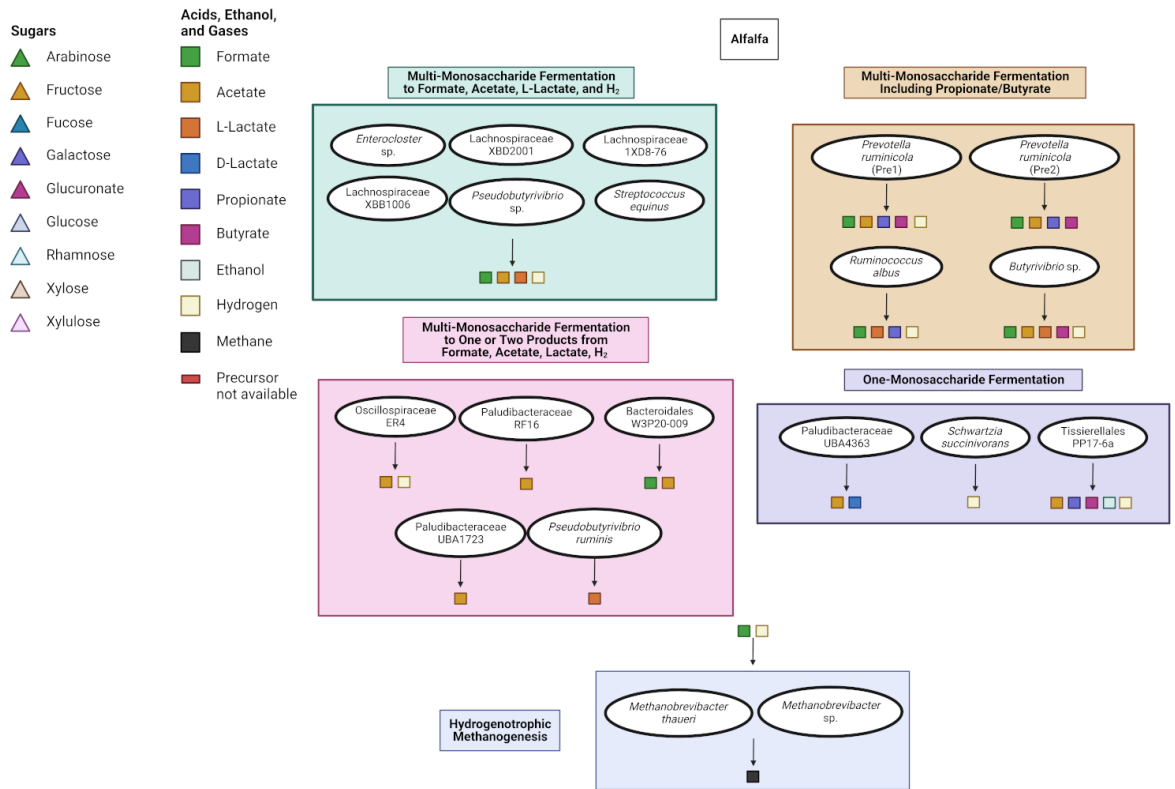 Sugars
Arabinose
Fructose
Fucose
Galactose
Glucuronate
Glucose
Rhamnose
Xylose
Xylulose
Acids, Ethanol,
and Gases
Formate
Acetate
L-Lactate
D-Lactate
Propionate
Butyrate
Ethanol
Hydrogen
Methane
Precursor
not available
Alfalfa
Multi-Monosaccharide Fermentation
to Formate, Acetate, L-Lactate, and H₂
Enterocloster
sp.
Lachnospiraceae
XBD2001
Lachnospiraceae
1XD8-76
Lachnospiraceae
XBB1006
Pseudobutyrivibrio
sp.
Streptococcus
equinus
Multi-Monosaccharide Fermentation
Including Propionate/Butyrate
Prevotella
ruminicola
(Pre1)
Prevotella
ruminicola
(Pre2)
Ruminococcus
albus
Butyrivibrio sp.
Multi-Monosaccharide Fermentation
to One or Two Products from
Formate, Acetate, Lactate, H₂
Oscillospiraceae
ER4
Paludibacteraceae
RF16
Bacteroidales
W3P20-009
Paludibacteraceae
UBA1723
Pseudobutyrivibrio
ruminis
One-Monosaccharide Fermentation
Paludibacteraceae
UBA4363
Schwartzia
succinivorans
Tissierellales
PP17-6a
Hydrogenotrophic
Methanogenesis
Methanobrevibacter
thaueri
Methanobrevibacter
sp.